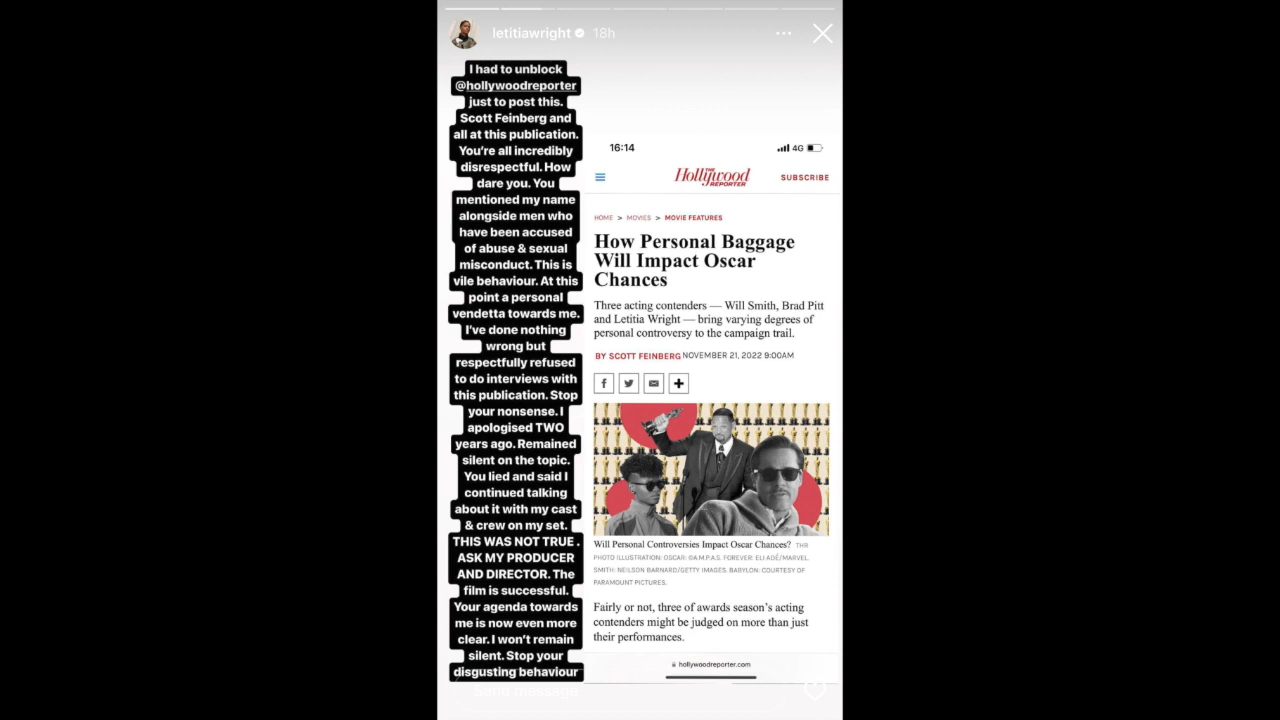 letitiawright 18h
I had to unblock
@hollywoodreporter
just to post this.
Scott Feinberg and
all at this publication.
You're all incredibly
disrespectful. How
dare you. You
mentioned my name
alongside men who
have been accused
of abuse & sexual
misconduct. This is
vile behaviour. At this
point a personal
vendetta towards me.
I've done nothing
wrong but
respectfully refused
to do interviews with
this publication. Stop
your nonsense. I
apologised TWO
years ago. Remained
silent on the topic.
You lied and said I
continued talking
about it with my cast
& crew on my set.
THIS WAS NOT TRUE .
ASK MY PRODUCER
AND DIRECTOR. The
film is successful.
Your agenda towards
me is now even more
clear. I won't remain
silent. Stop your
disgusting behaviour
16:14 4G
THE
Hollywood
REPORTER
SUBSCRIBE
HOME > MOVIES > MOVIE FEATURES
How Personal Baggage
Will Impact Oscar
Chances
Three acting contenders — Will Smith, Brad Pitt
and Letitia Wright — bring varying degrees of
personal controversy to the campaign trail.
BY SCOTT FEINBERG NOVEMBER 21, 2022 9:00AM
Will Personal Controversies Impact Oscar Chances? THR
PHOTO ILLUSTRATION: OSCAR: ©A.M.P.A.S. FOREVER: ELI ADÉ/MARVEL.
SMITH: NEILSON BARNARD/GETTY IMAGES. BABYLON: COURTESY OF
PARAMOUNT PICTURES.
Fairly or not, three of awards season's acting
contenders might be judged on more than just
their performances.
hollywoodreporter.com
Send message